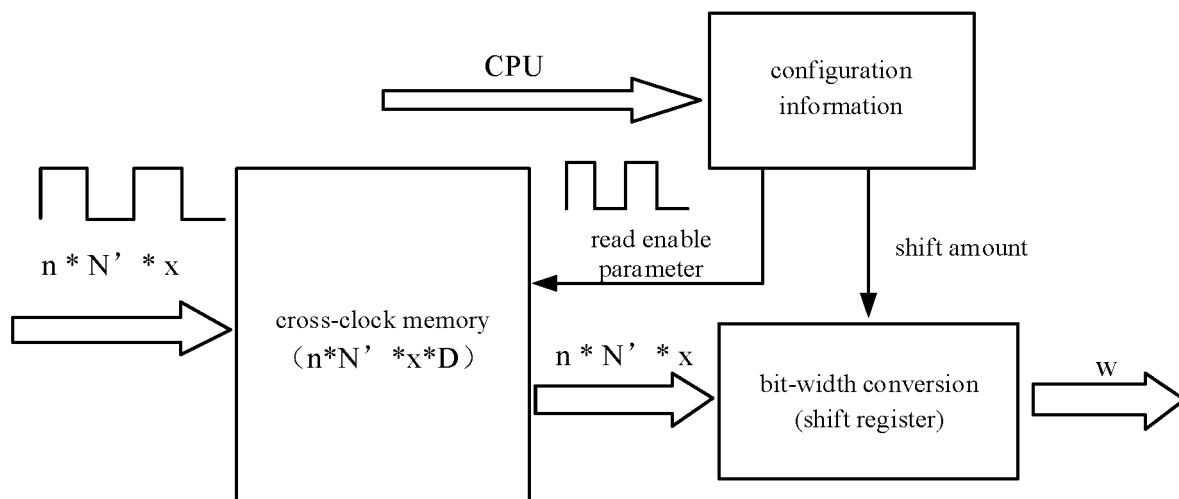 CPU
configuration
information
n * N’ * x
read enable
parameter
shift amount
cross-clock memory
（n*N’ *x*D）
n * N’ * x
bit-width conversion
(shift register)
w